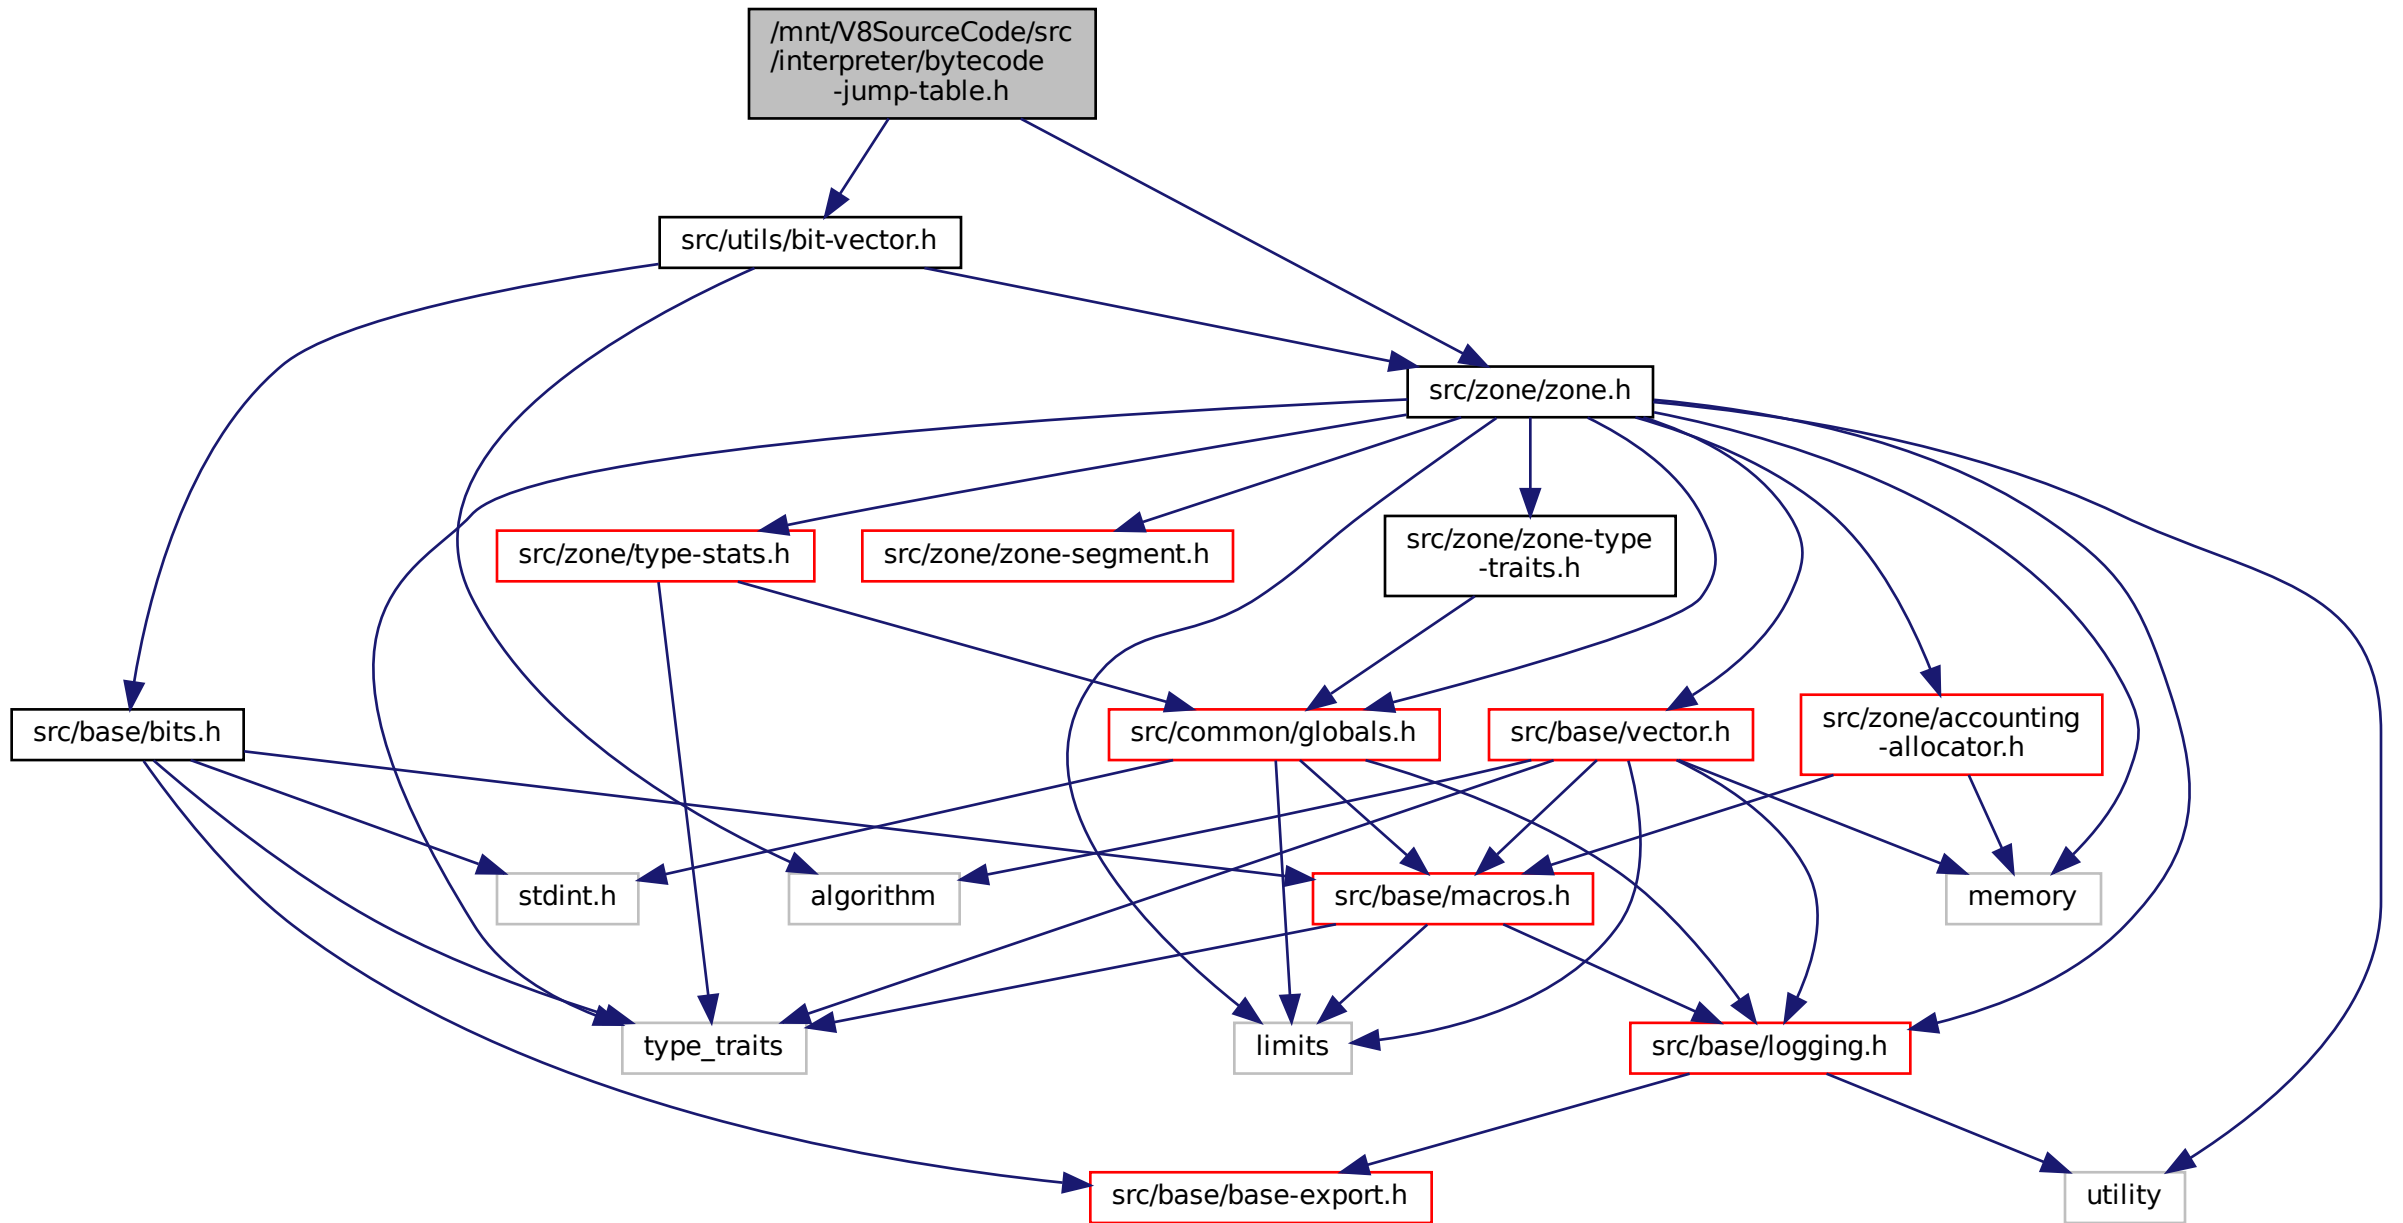 /mnt/V8SourceCode/src
/interpreter/bytecode
-jump-table.h
src/utils/bit-vector.h
src/zone/zone.h
src/zone/type-stats.h
src/zone/zone-segment.h
src/zone/zone-type
-traits.h
src/base/bits.h
src/common/globals.h
src/base/vector.h
src/zone/accounting
-allocator.h
stdint.h
algorithm
src/base/macros.h
memory
type_traits
limits
src/base/logging.h
src/base/base-export.h
utility